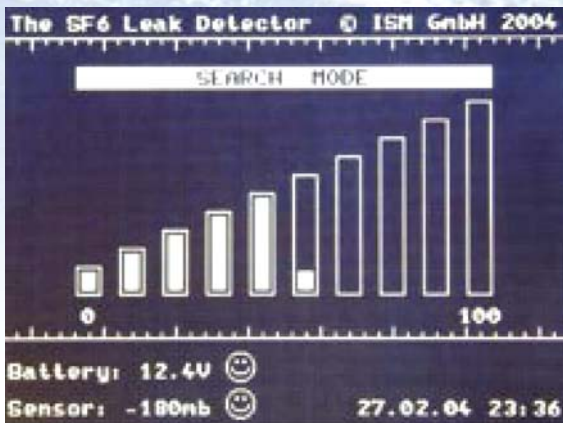 The SF6 Leak Detector © ISM GmbH 2004
SEARCH MODE
0 100
Battery: 12.4V
Sensor: -180mb 27.02.04 23:36